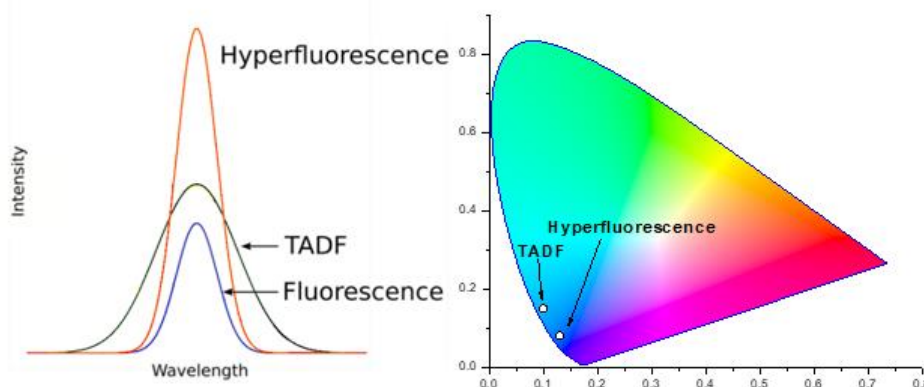 Hyperfluorescence
Intensity
TADF
Fluorescence
Wavelength
0.8
0.6
0.4
Hyperfluorescence
TADF
0.2
0.0
0.0 0.1 0.2 0.3 0.4 0.5 0.6 0.7